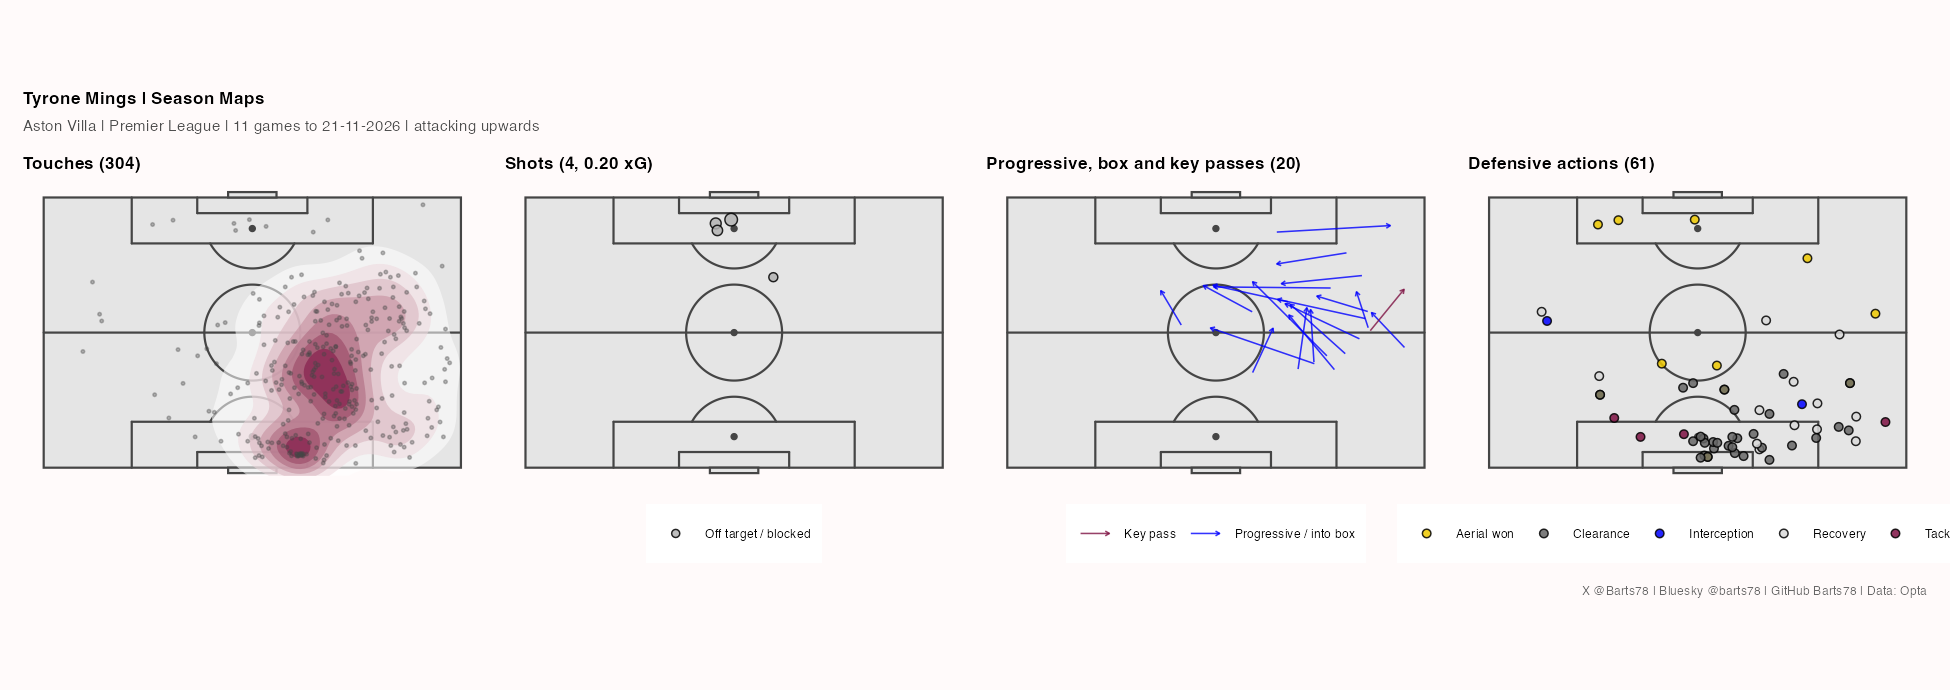 Tyrone Mings | Season Maps
Aston Villa | Premier League | 11 games to 21-11-2026 | attacking upwards
Touches (304)
Shots (4, 0.20 xG)
Progressive, box and key passes (20)
Defensive actions (61)
Off target / blocked
Key pass
Progressive / into box
Aerial won
Clearance
Interception
Recovery
Tack
X @Barts78 | Bluesky @barts78 | GitHub Barts78 | Data: Opta